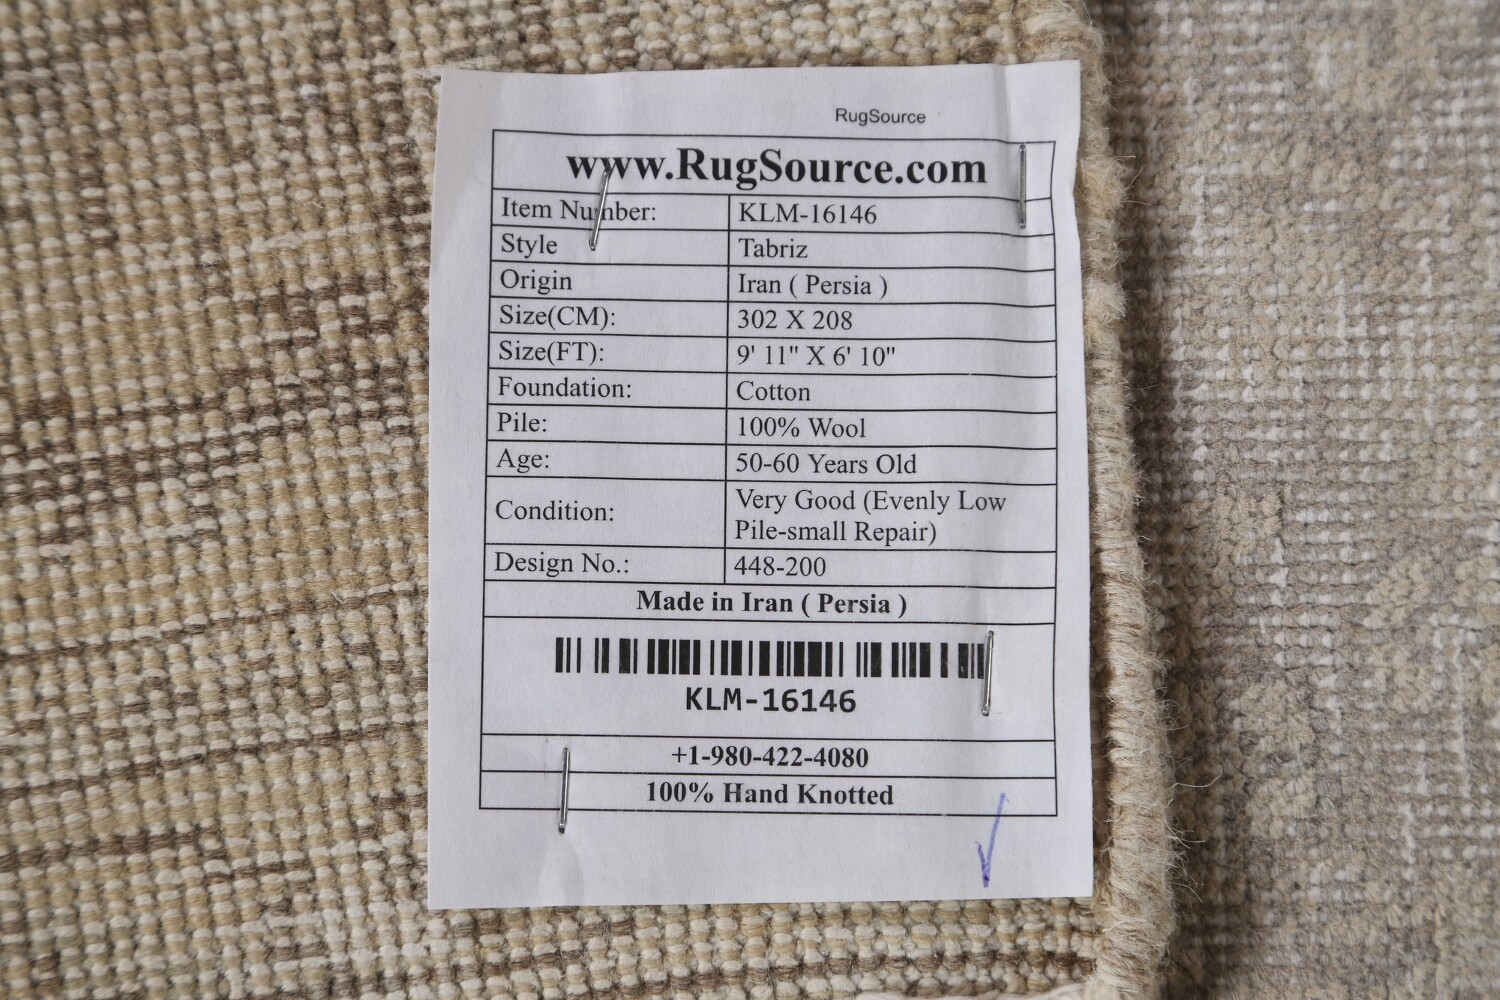 RugSource
www.RugSource.com
Item Number: KLM-16146
Style Tabriz
Origin Iran ( Persia )
Size(CM): 302 X 208
Size(FT): 9' 11" X 6' 10"
Foundation: Cotton
Pile: 100% Wool
Age: 50-60 Years Old
Condition: Very Good (Evenly Low
Pile-small Repair)
Design No.: 448-200
Made in Iran ( Persia )
KLM-16146
+1-980-422-4080
100% Hand Knotted